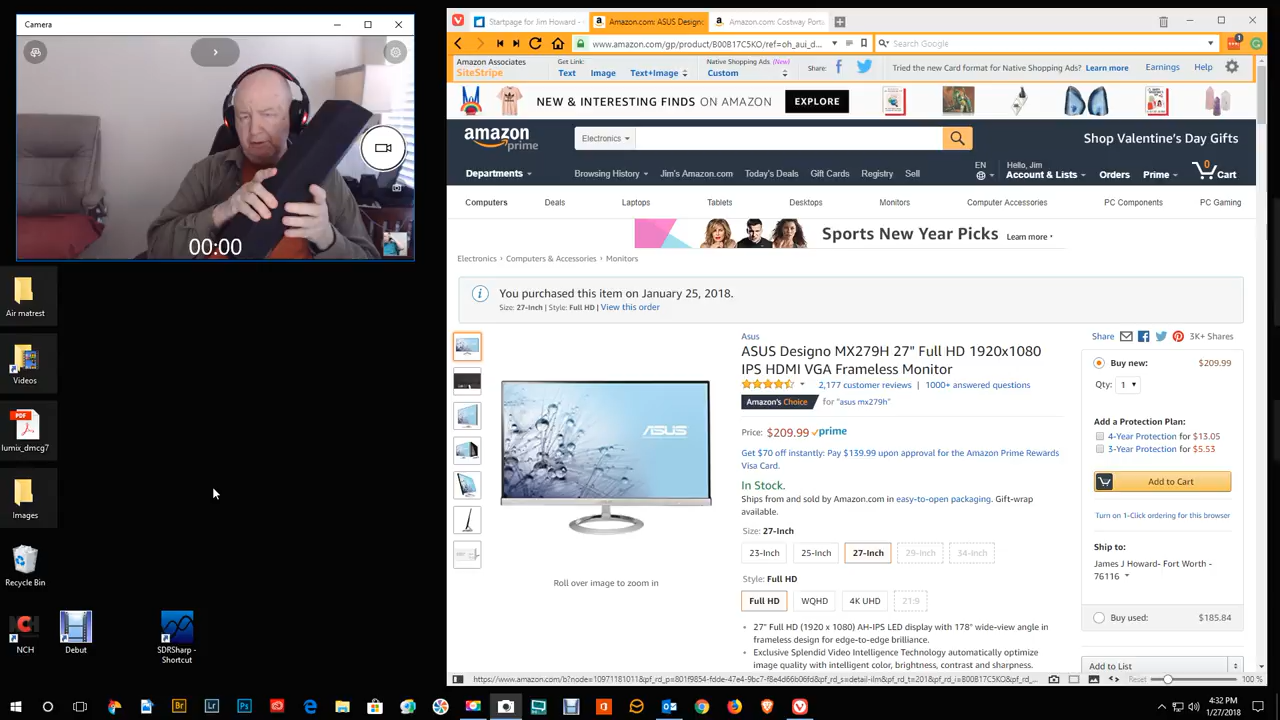 Camera
00:00
Air matrest
Videos
PDF
lumix_dmcg7
Images
Recycle Bin
NCH
Debut
SDRSharp -
Shortcut
Startpage for Jim Howard -
Amazon.com: ASUS Design
Amazon.com: Costway Port
www.amazon.com/gp/product/B00817C5KO/ref=oh_aui_d...
Search Google
1
Amazon Associates
SiteStripe
Get Link:
Text
Image
Text+Image
Native Shopping Ads (New)
Custom
Share:
Tried the new Card format for Native Shopping Ads? Learn more
Earnings
Help
NEW & INTERESTING FINDS ON AMAZON
EXPLORE
amazon
prime
Electronics
Shop Valentine's Day Gifts
Departments
Browsing History
Jim's Amazon.com
Today's Deals
Gift Cards
Registry
Sell
EN
Hello, Jim
Account & Lists
Orders
Prime
0
Cart
Computers
Deals
Laptops
Tablets
Desktops
Monitors
Computer Accessories
PC Components
PC Gaming
Sports New Year Picks
Learn more
Electronics › Computers & Accessories › Monitors
You purchased this item on January 25, 2018.
Size: 27-Inch | Style: Full HD | View this order
ASUS
Roll over image to zoom in
Asus
ASUS Designo MX279H 27" Full HD 1920x1080
IPS HDMI VGA Frameless Monitor
2,177 customer reviews | 1000+ answered questions
Amazon's Choice for "asus mx279h"
Price: $209.99 prime
Get $70 off instantly: Pay $139.99 upon approval for the Amazon Prime Rewards
Visa Card.
In Stock.
Ships from and sold by Amazon.com in easy-to-open packaging. Gift-wrap
available.
Size: 27-Inch
23-Inch
25-Inch
27-Inch
29-Inch
34-Inch
Style: Full HD
Full HD
WQHD
4K UHD
21:9
• 27" Full HD (1920 x 1080) AH-IPS LED display with 178° wide-view angle in
frameless design for edge-to-edge brilliance.
• Exclusive Splendid Video Intelligence Technology automatically optimize
image quality with intelligent color, brightness, contrast and sharpness.
Share
3K+ Shares
Buy new:
$209.99
Qty: 1
Add a Protection Plan:
4-Year Protection for $13.05
3-Year Protection for $5.53
Add to Cart
Turn on 1-Click ordering for this browser
Ship to:
James J Howard- Fort Worth -
76116
Buy used:
$185.84
Add to List
Reset
100 %
Br
Lr
Ps
4:32 PM
1/27/2018